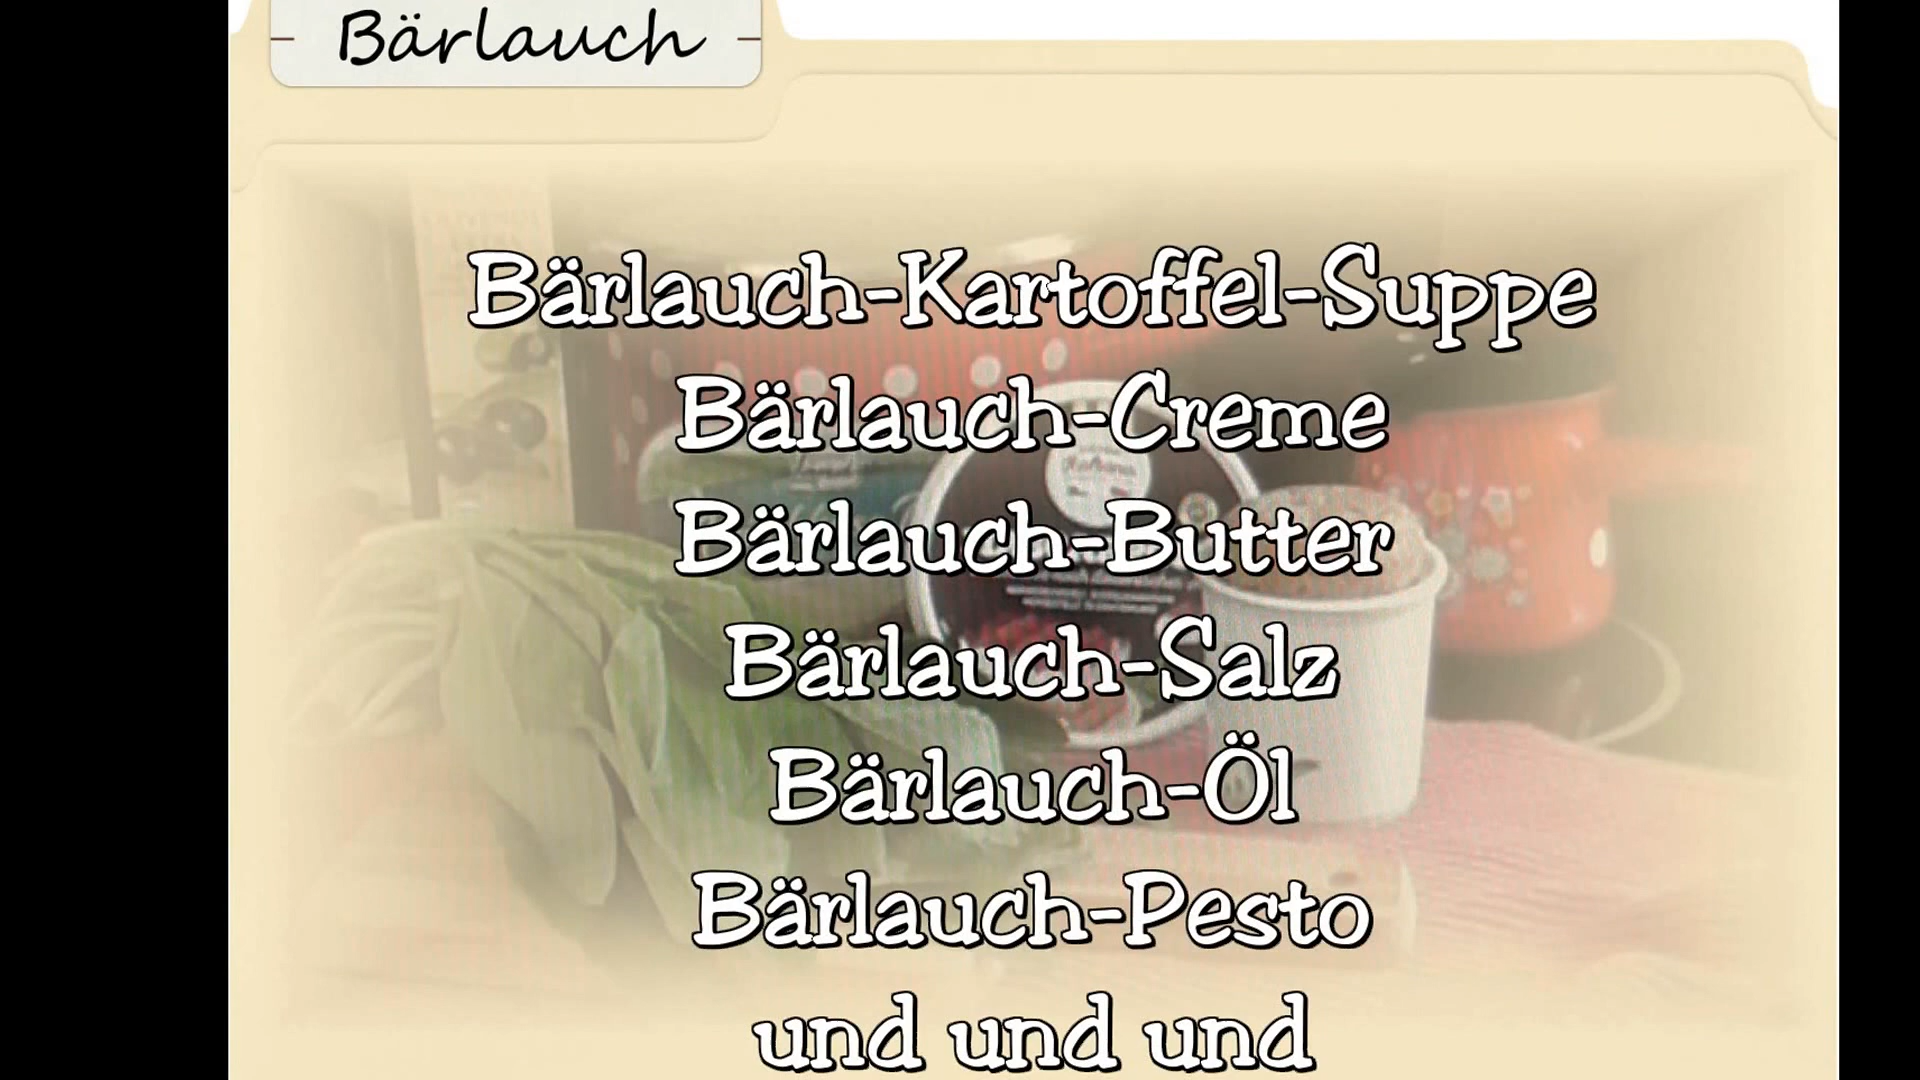 Bärlauch
Bärlauch-Kartoffel-Suppe
Bärlauch-Creme
Bärlauch-Butter
Bärlauch-Salz
Bärlauch-Öl
Bärlauch-Pesto
und und und